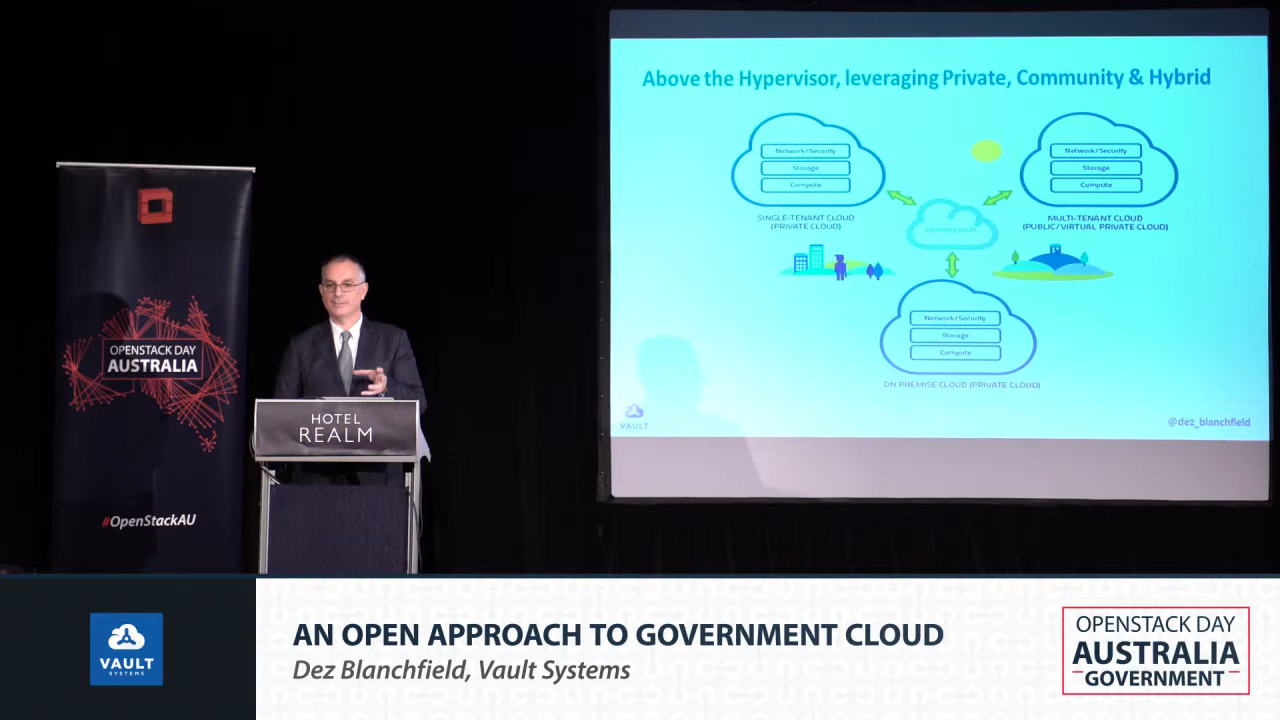 Above the Hypervisor, leveraging Private, Community & Hybrid
Network/Security
Storage
Compute
SINGLE-TENANT CLOUD
(PRIVATE CLOUD)
Network/Security
Storage
Compute
MULTI-TENANT CLOUD
(PUBLIC/VIRTUAL PRIVATE CLOUD)
HYBRID CLOUD
Network/Security
Storage
Compute
ON PREMISE CLOUD (PRIVATE CLOUD)
VAULT
@dez_blanchfield
OPENSTACK DAY
AUSTRALIA
#OpenStackAU
HOTEL
REALM
VAULT
SYSTEMS
AN OPEN APPROACH TO GOVERNMENT CLOUD
Dez Blanchfield, Vault Systems
OPENSTACK DAY
AUSTRALIA
GOVERNMENT